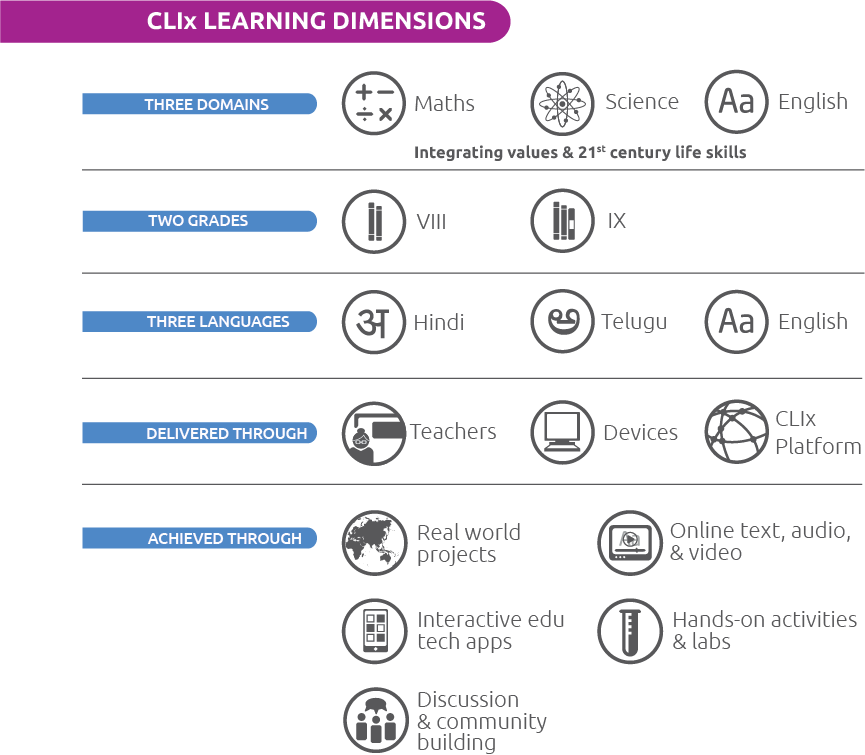 CLIx LEARNING DIMENSIONS
THREE DOMAINS
Maths
Science
Aa
English
Integrating values & 21st century life skills
TWO GRADES
VIII
IX
THREE LANGUAGES
अ
Hindi
అ
Telugu
Aa
English
DELIVERED THROUGH
Teachers
Devices
CLIx
Platform
ACHIEVED THROUGH
Real world
projects
Online text, audio,
& video
Interactive edu
tech apps
Hands-on activities
& labs
Discussion
& community
building